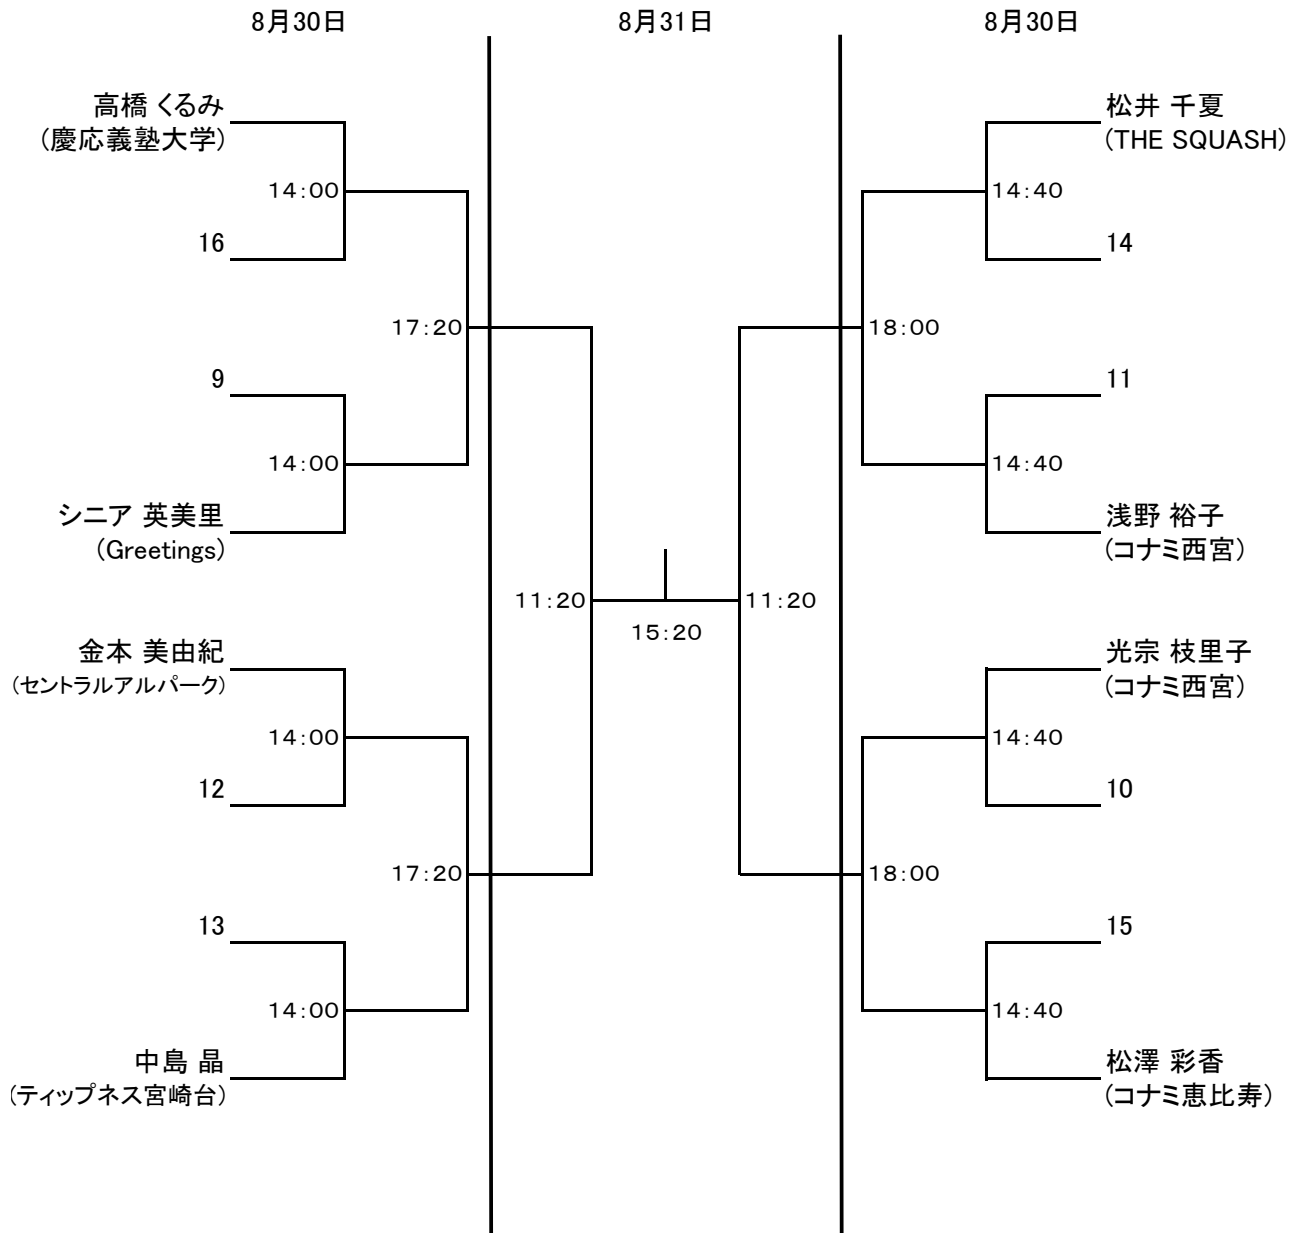 8月30日
8月31日
8月30日
高橋 くるみ
(慶応義塾大学)
14:00
16
17:20
9
14:00
シニア 英美里
(Greetings)
11:20
金本 美由紀
(セントラルアルパーク)
14:00
12
17:20
13
14:00
中島 晶
(ティップネス宮崎台)
15:20
松井 千夏
(THE SQUASH)
14:40
14
18:00
11
14:40
浅野 裕子
(コナミ西宮)
11:20
光宗 枝里子
(コナミ西宮)
14:40
10
18:00
15
14:40
松澤 彩香
(コナミ恵比寿)